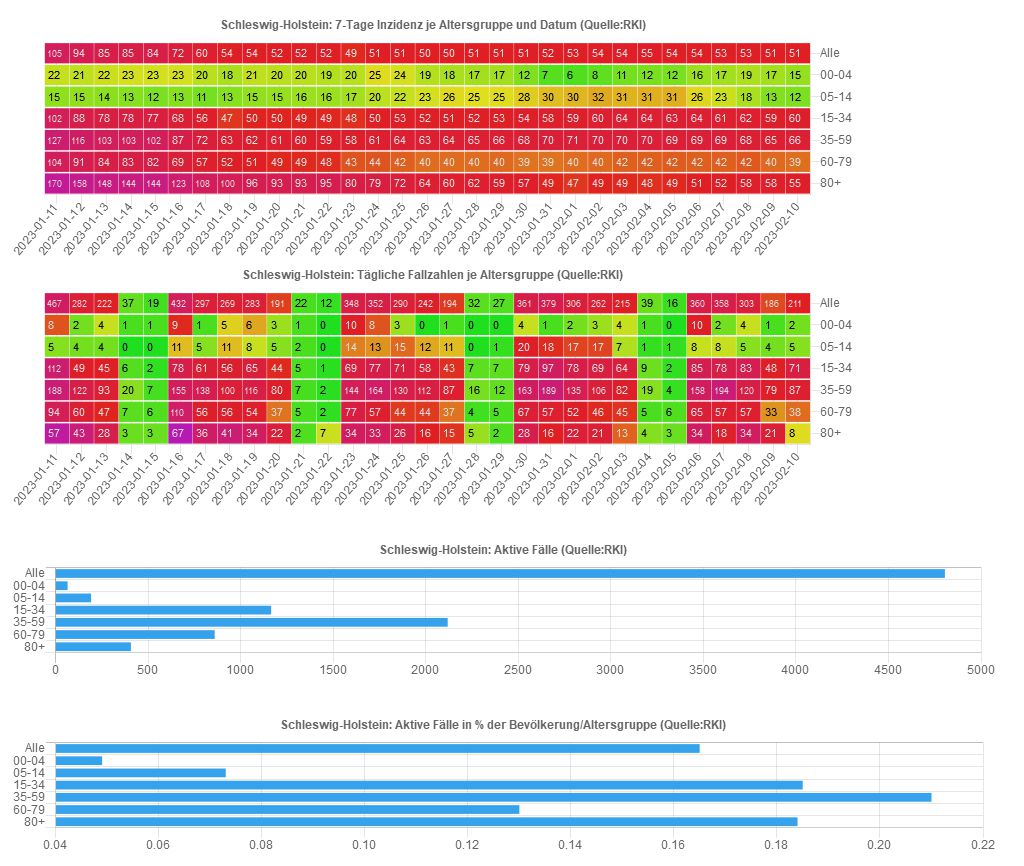 Schleswig-Holstein: 7-Tage Inzidenz je Altersgruppe und Datum (Quelle:RKI)
105 94 85 85 84 72 60 54 54 52 52 52 49 51 51 50 50 51 51 51 52 53 54 54 55 54 54 53 53 51 51 Alle
22 21 22 23 23 23 20 18 21 20 20 19 20 25 24 19 18 17 17 12 7 6 8 11 12 12 16 17 19 17 15 00-04
15 15 14 13 12 13 11 13 15 15 16 16 17 20 22 23 26 25 25 28 30 30 32 31 31 31 26 23 18 13 12 05-14
102 88 78 78 77 68 56 47 50 50 49 49 48 50 53 52 51 52 53 54 58 59 60 64 64 63 64 61 62 59 60 15-34
127 116 103 103 102 87 72 63 62 61 60 59 58 61 64 63 64 65 66 68 70 71 70 70 70 69 69 69 68 65 66 35-59
104 91 84 83 82 69 57 52 51 49 49 48 43 44 42 40 40 40 40 39 39 40 40 42 42 42 42 42 42 40 39 60-79
170 158 148 144 144 123 108 100 96 93 93 95 80 79 72 64 60 62 59 57 49 47 49 49 48 49 51 52 58 58 55 80+
2023-01-11 2023-01-12 2023-01-13 2023-01-14 2023-01-15 2023-01-16 2023-01-17 2023-01-18 2023-01-19 2023-01-20 2023-01-21 2023-01-22 2023-01-23 2023-01-24 2023-01-25 2023-01-26 2023-01-27 2023-01-28 2023-01-29 2023-01-30 2023-01-31 2023-02-01 2023-02-02 2023-02-03 2023-02-04 2023-02-05 2023-02-06 2023-02-07 2023-02-08 2023-02-09 2023-02-10
Schleswig-Holstein: Tägliche Fallzahlen je Altersgruppe (Quelle:RKI)
467 282 222 37 19 432 297 269 283 191 22 12 348 352 290 242 194 32 27 361 379 306 262 215 39 16 360 358 303 186 211 Alle
8 2 4 1 1 9 1 5 6 3 1 0 10 8 3 0 1 0 0 4 1 2 3 4 1 0 10 2 4 1 2 00-04
5 4 4 0 0 11 5 11 8 5 2 0 14 13 15 12 11 0 1 20 18 17 17 7 1 1 8 8 5 4 5 05-14
112 49 45 6 2 78 61 56 65 44 5 1 69 77 71 58 43 7 7 79 97 78 69 64 9 2 85 78 83 48 71 15-34
188 122 93 20 7 155 138 100 116 80 7 2 144 164 130 112 87 16 12 163 189 135 106 82 19 4 158 194 120 79 87 35-59
94 60 47 7 6 110 56 56 54 37 5 2 77 57 44 44 37 4 5 67 57 52 46 45 5 6 65 57 57 33 38 60-79
57 43 28 3 3 67 36 41 34 22 2 7 34 33 26 16 15 5 2 28 16 22 21 13 4 3 34 18 34 21 8 80+
2023-01-11 2023-01-12 2023-01-13 2023-01-14 2023-01-15 2023-01-16 2023-01-17 2023-01-18 2023-01-19 2023-01-20 2023-01-21 2023-01-22 2023-01-23 2023-01-24 2023-01-25 2023-01-26 2023-01-27 2023-01-28 2023-01-29 2023-01-30 2023-01-31 2023-02-01 2023-02-02 2023-02-03 2023-02-04 2023-02-05 2023-02-06 2023-02-07 2023-02-08 2023-02-09 2023-02-10
Schleswig-Holstein: Aktive Fälle (Quelle:RKI)
Alle
00-04
05-14
15-34
35-59
60-79
80+
0 500 1000 1500 2000 2500 3000 3500 4000 4500 5000
Schleswig-Holstein: Aktive Fälle in % der Bevölkerung/Altersgruppe (Quelle:RKI)
Alle
00-04
05-14
15-34
35-59
60-79
80+
0.04 0.06 0.08 0.10 0.12 0.14 0.16 0.18 0.20 0.22